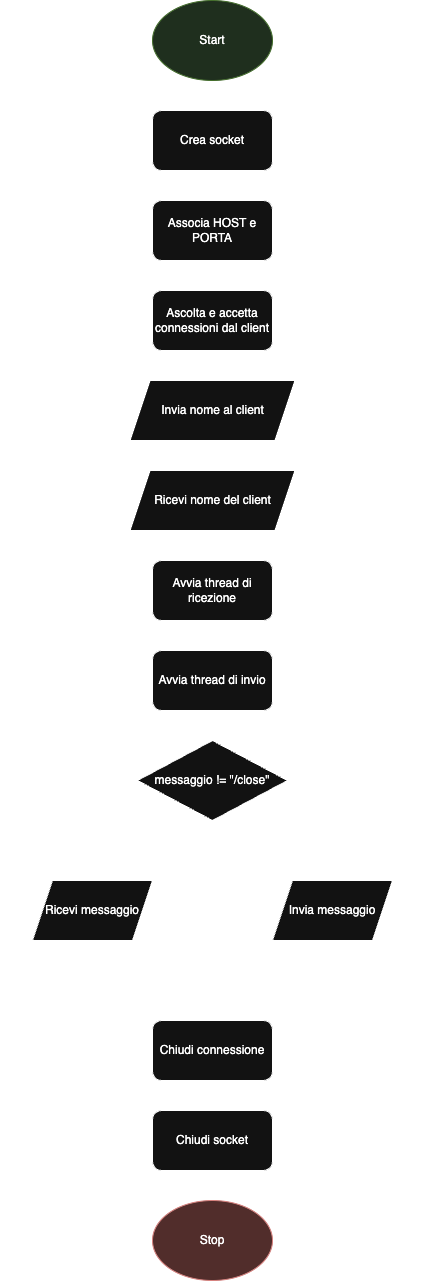 Start
Crea socket
Associa HOST e
PORTA
Ascolta e accetta
connessioni dal client
Invia nome al client
Ricevi nome del client
Avvia thread di
ricezione
Avvia thread di invio
messaggio != "/close"
Ricevi messaggio
Invia messaggio
Chiudi connessione
Chiudi socket
Stop